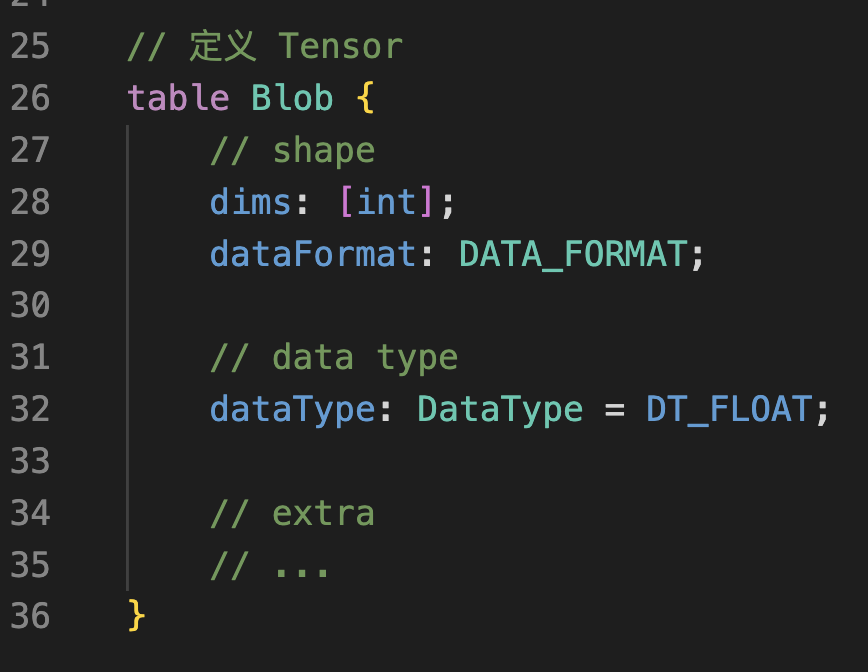 25 // 定义 Tensor
26 table Blob {
27 // shape
28 dims: [int];
29 dataFormat: DATA_FORMAT;
30
31 // data type
32 dataType: DataType = DT_FLOAT;
33
34 // extra
35 // ...
36 }